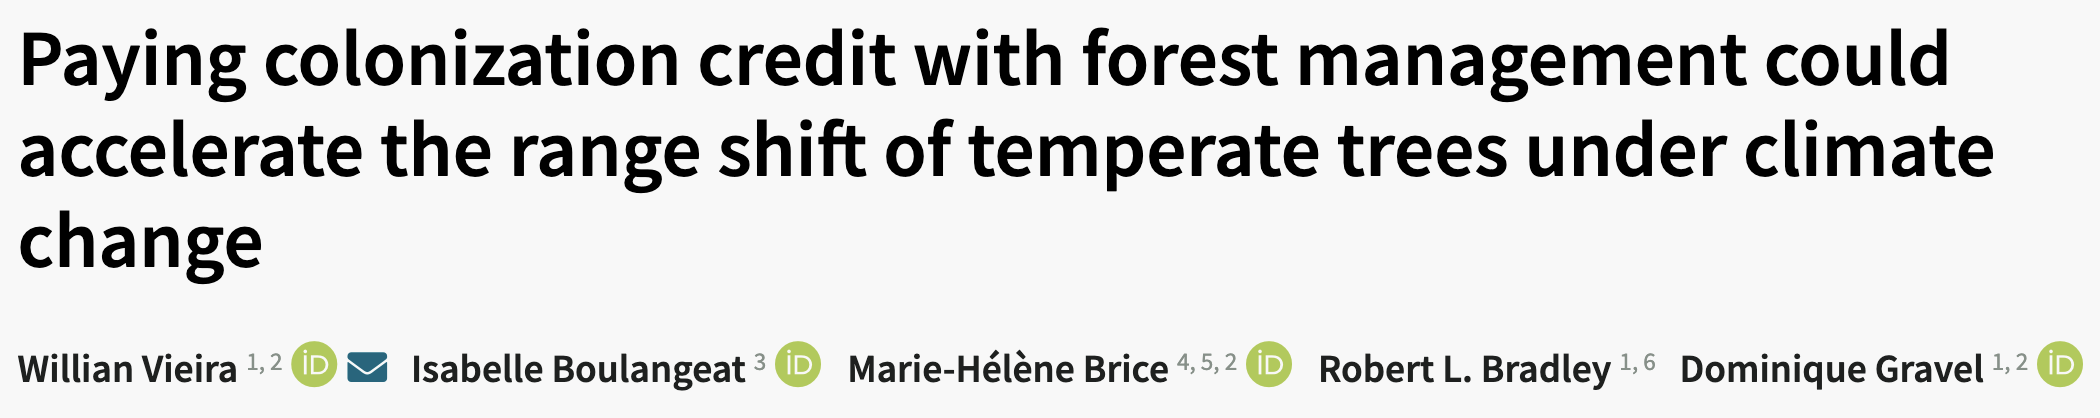 Paying colonization credit with forest management could
accelerate the range shift of temperate trees under climate
change
Willian Vieira 1, 2 iD Isabelle Boulangeat 3 iD Marie-Hélène Brice 4, 5, 2 iD Robert L. Bradley 1, 6 Dominique Gravel 1, 2 iD